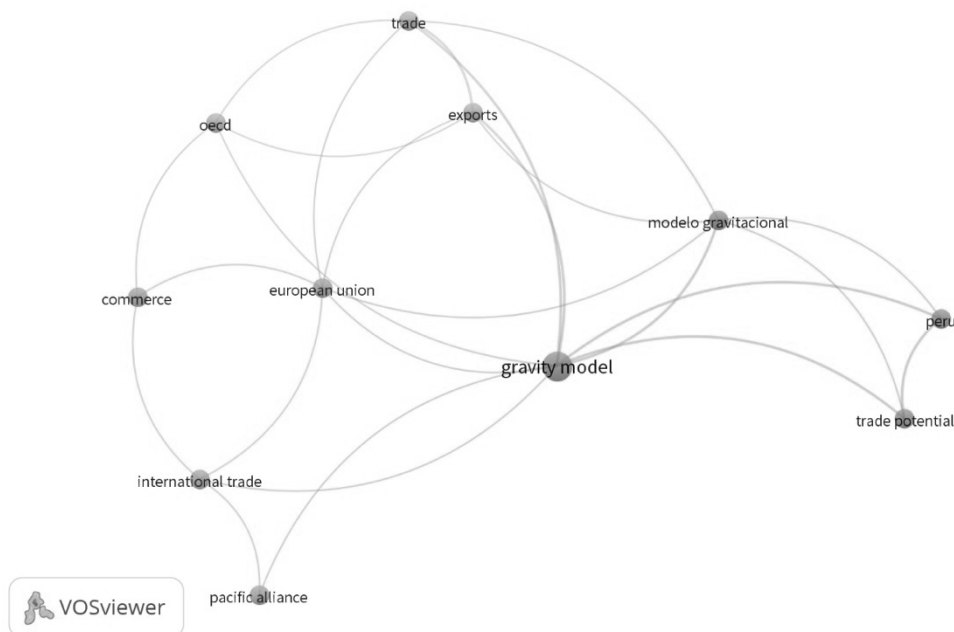 trade
exports
oecd
modelo gravitacional
european union
commerce
peru
gravity model
trade potential
international trade
pacific alliance
VOSviewer